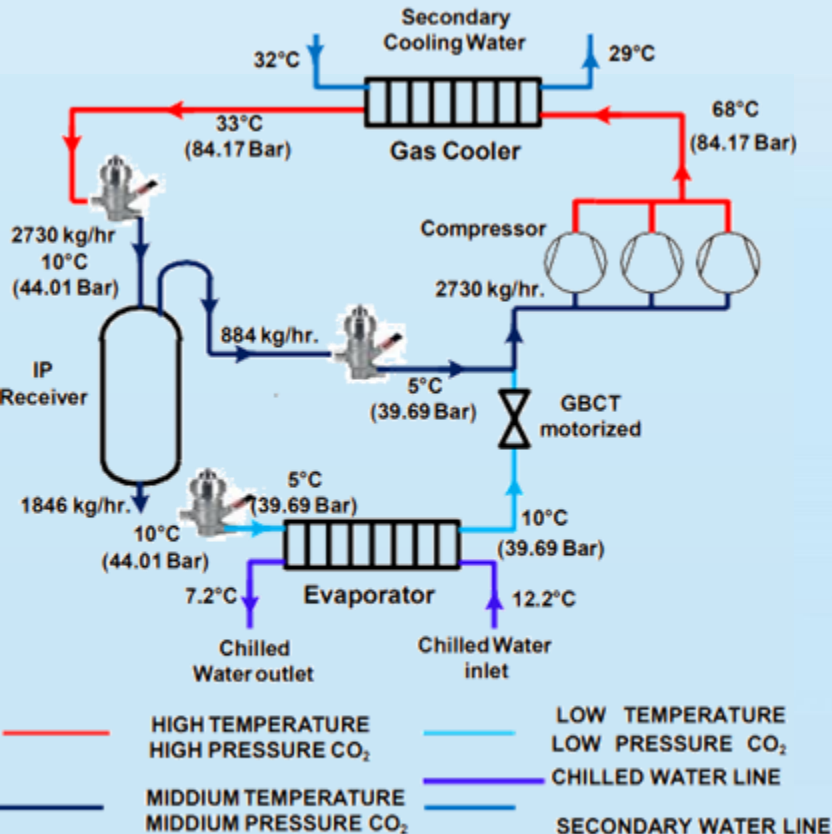 Secondary
Cooling Water
32°C
29°C
33°C
(84.17 Bar)
Gas Cooler
68°C
(84.17 Bar)
2730 kg/hr
10°C
(44.01 Bar)
Compressor
2730 kg/hr.
884 kg/hr.
IP
Receiver
5°C
(39.69 Bar)
GBCT
motorized
1846 kg/hr.
10°C
(44.01 Bar)
5°C
(39.69 Bar)
10°C
(39.69 Bar)
7.2°C
Evaporator
12.2°C
Chilled
Water outlet
Chilled Water
inlet
HIGH TEMPERATURE
HIGH PRESSURE CO₂
LOW TEMPERATURE
LOW PRESSURE CO₂
CHILLED WATER LINE
MIDDIUM TEMPERATURE
MIDDIUM PRESSURE CO₂
SECONDARY WATER LINE